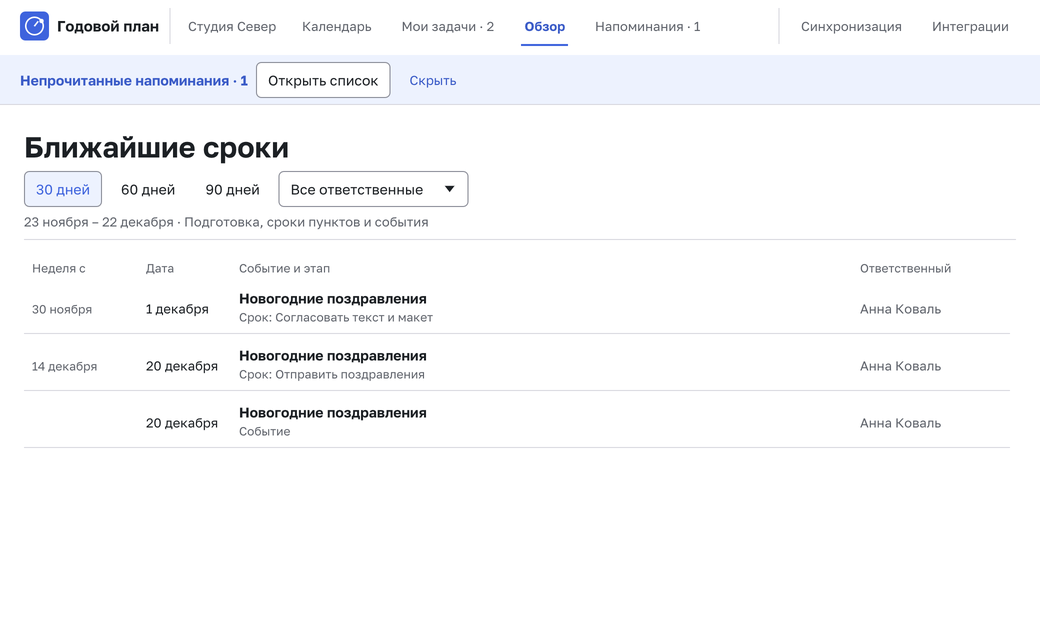 Годовой план
Студия Север
Календарь
Мои задачи · 2
Обзор
Напоминания · 1
Синхронизация
Интеграции
Непрочитанные напоминания · 1
Открыть список
Скрыть
Ближайшие сроки
30 дней
60 дней
90 дней
Все ответственные
23 ноября – 22 декабря · Подготовка, сроки пунктов и события
Неделя с
Дата
Событие и этап
Ответственный
30 ноября
1 декабря
Новогодние поздравления
Срок: Согласовать текст и макет
Анна Коваль
14 декабря
20 декабря
Новогодние поздравления
Срок: Отправить поздравления
Анна Коваль
20 декабря
Новогодние поздравления
Событие
Анна Коваль